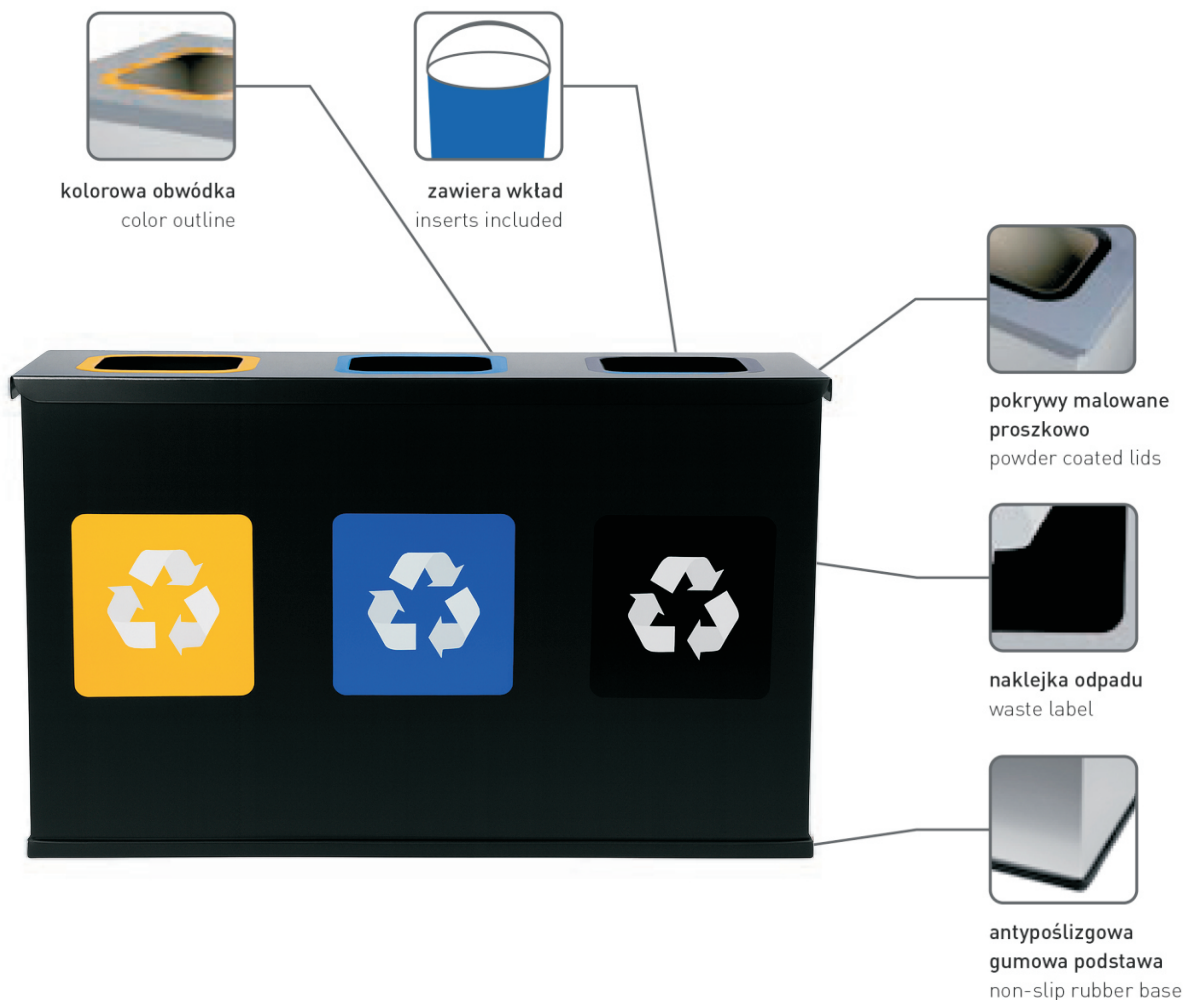 kolorowa obwódka
color outline
zawiera wkład
inserts included
pokrywy malowane
proszkowo
powder coated lids
naklejka odpadu
waste label
antypoślizgowa
gumowa podstawa
non-slip rubber base